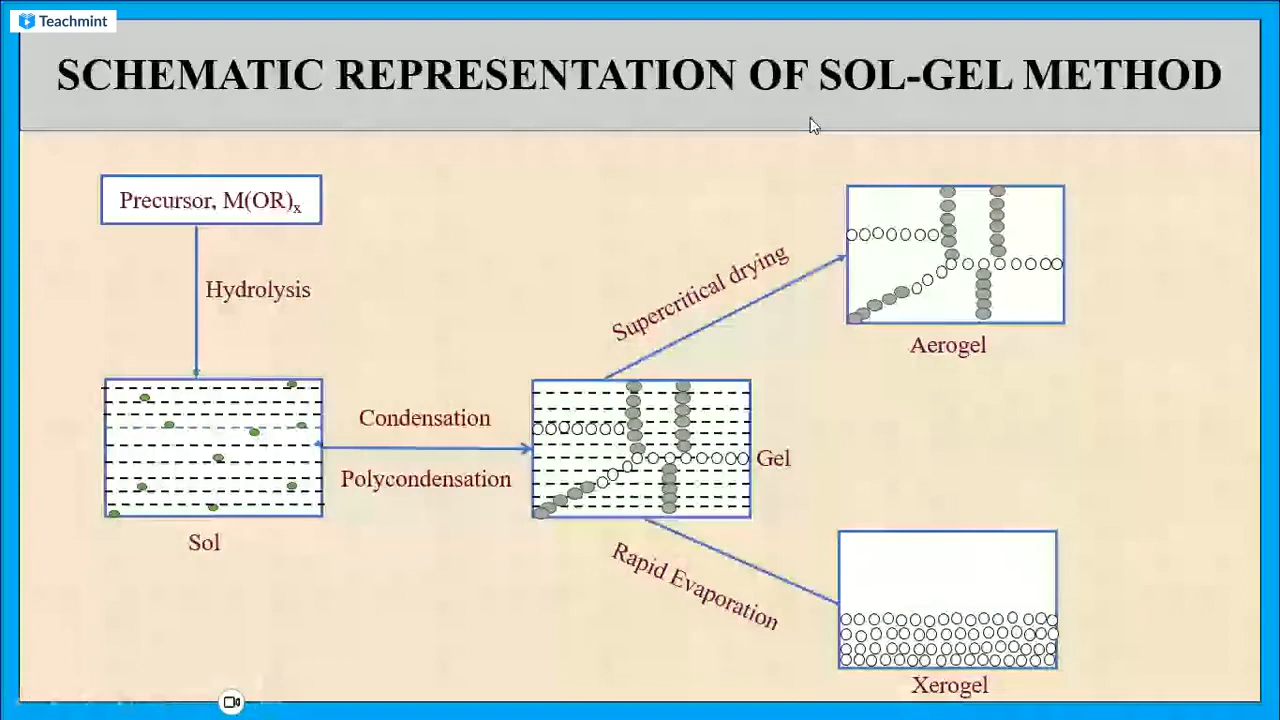 Teachmint
SCHEMATIC REPRESENTATION OF SOL-GEL METHOD
Precursor, M(OR)ₓ
Hydrolysis
Sol
Condensation
Polycondensation
Gel
Supercritical drying
Aerogel
Rapid Evaporation
Xerogel